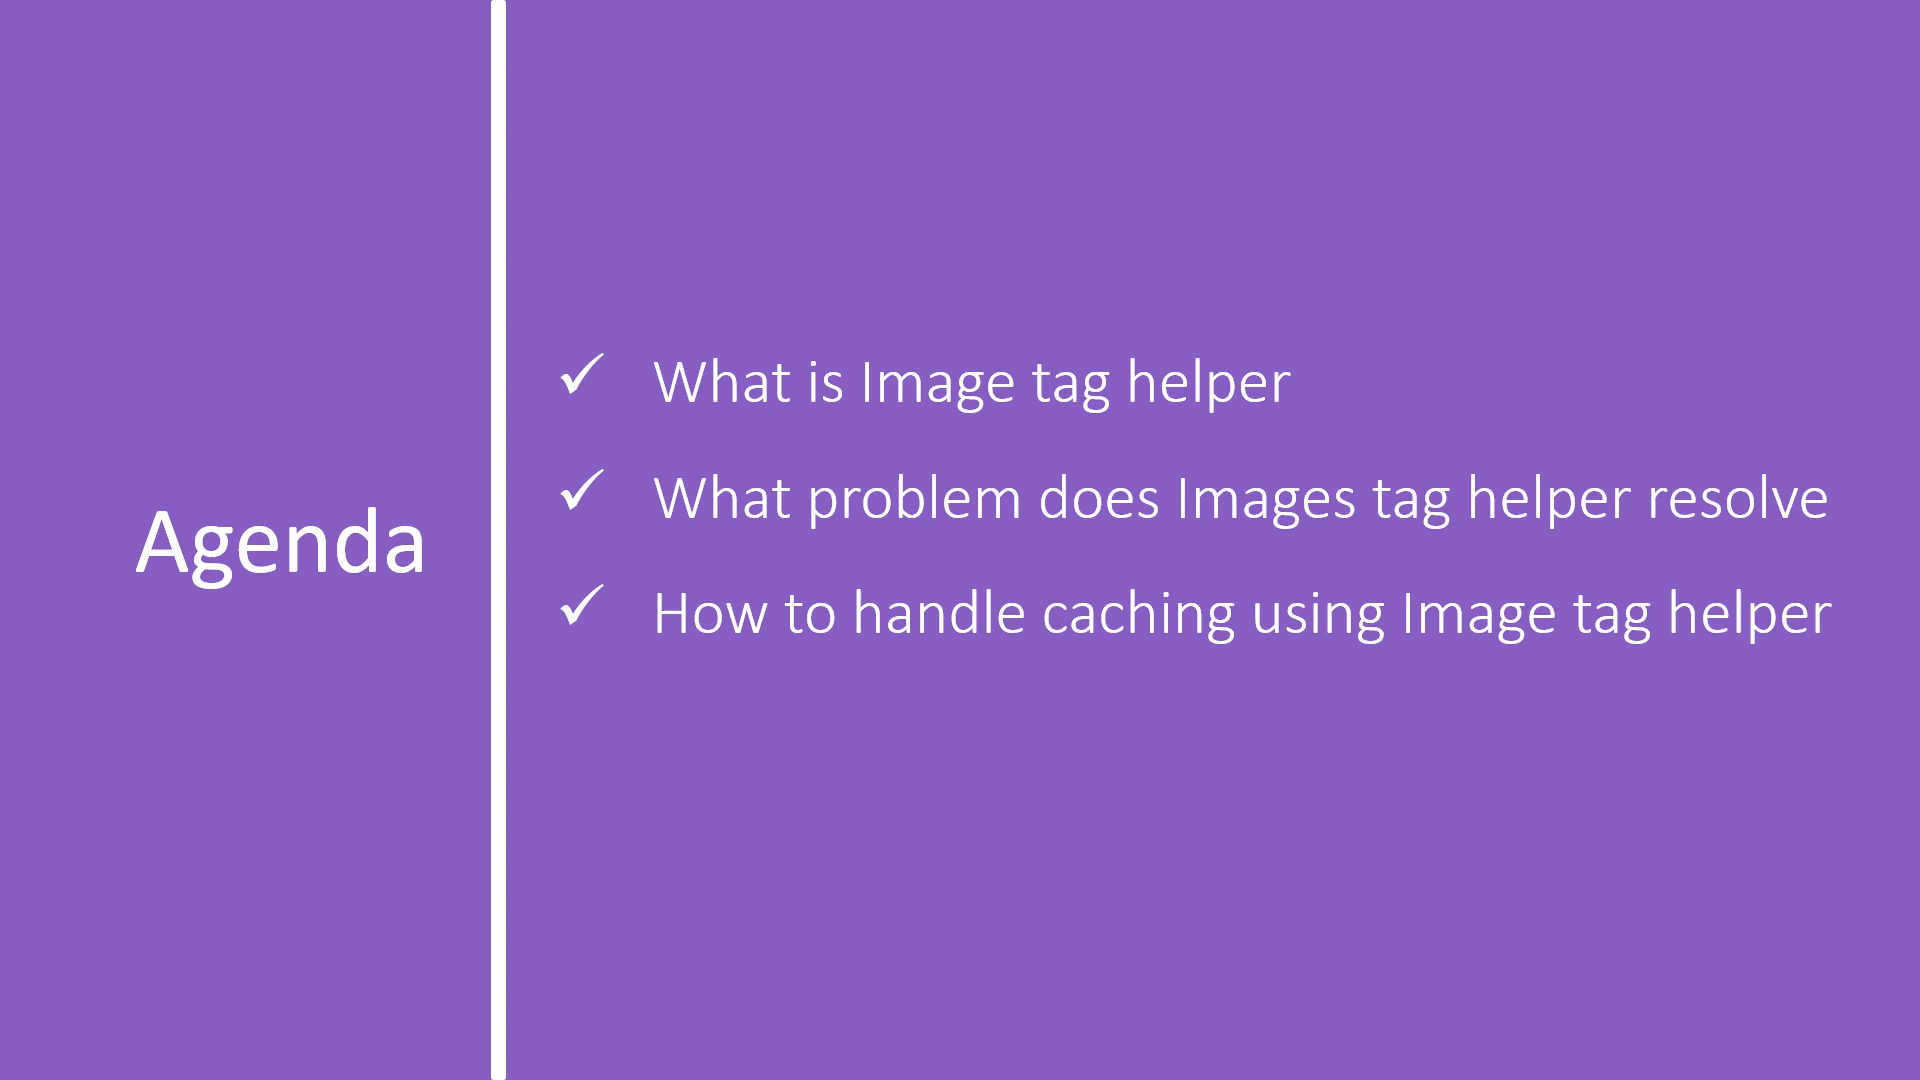 Agenda
✓ What is Image tag helper
✓ What problem does Images tag helper resolve
✓ How to handle caching using Image tag helper